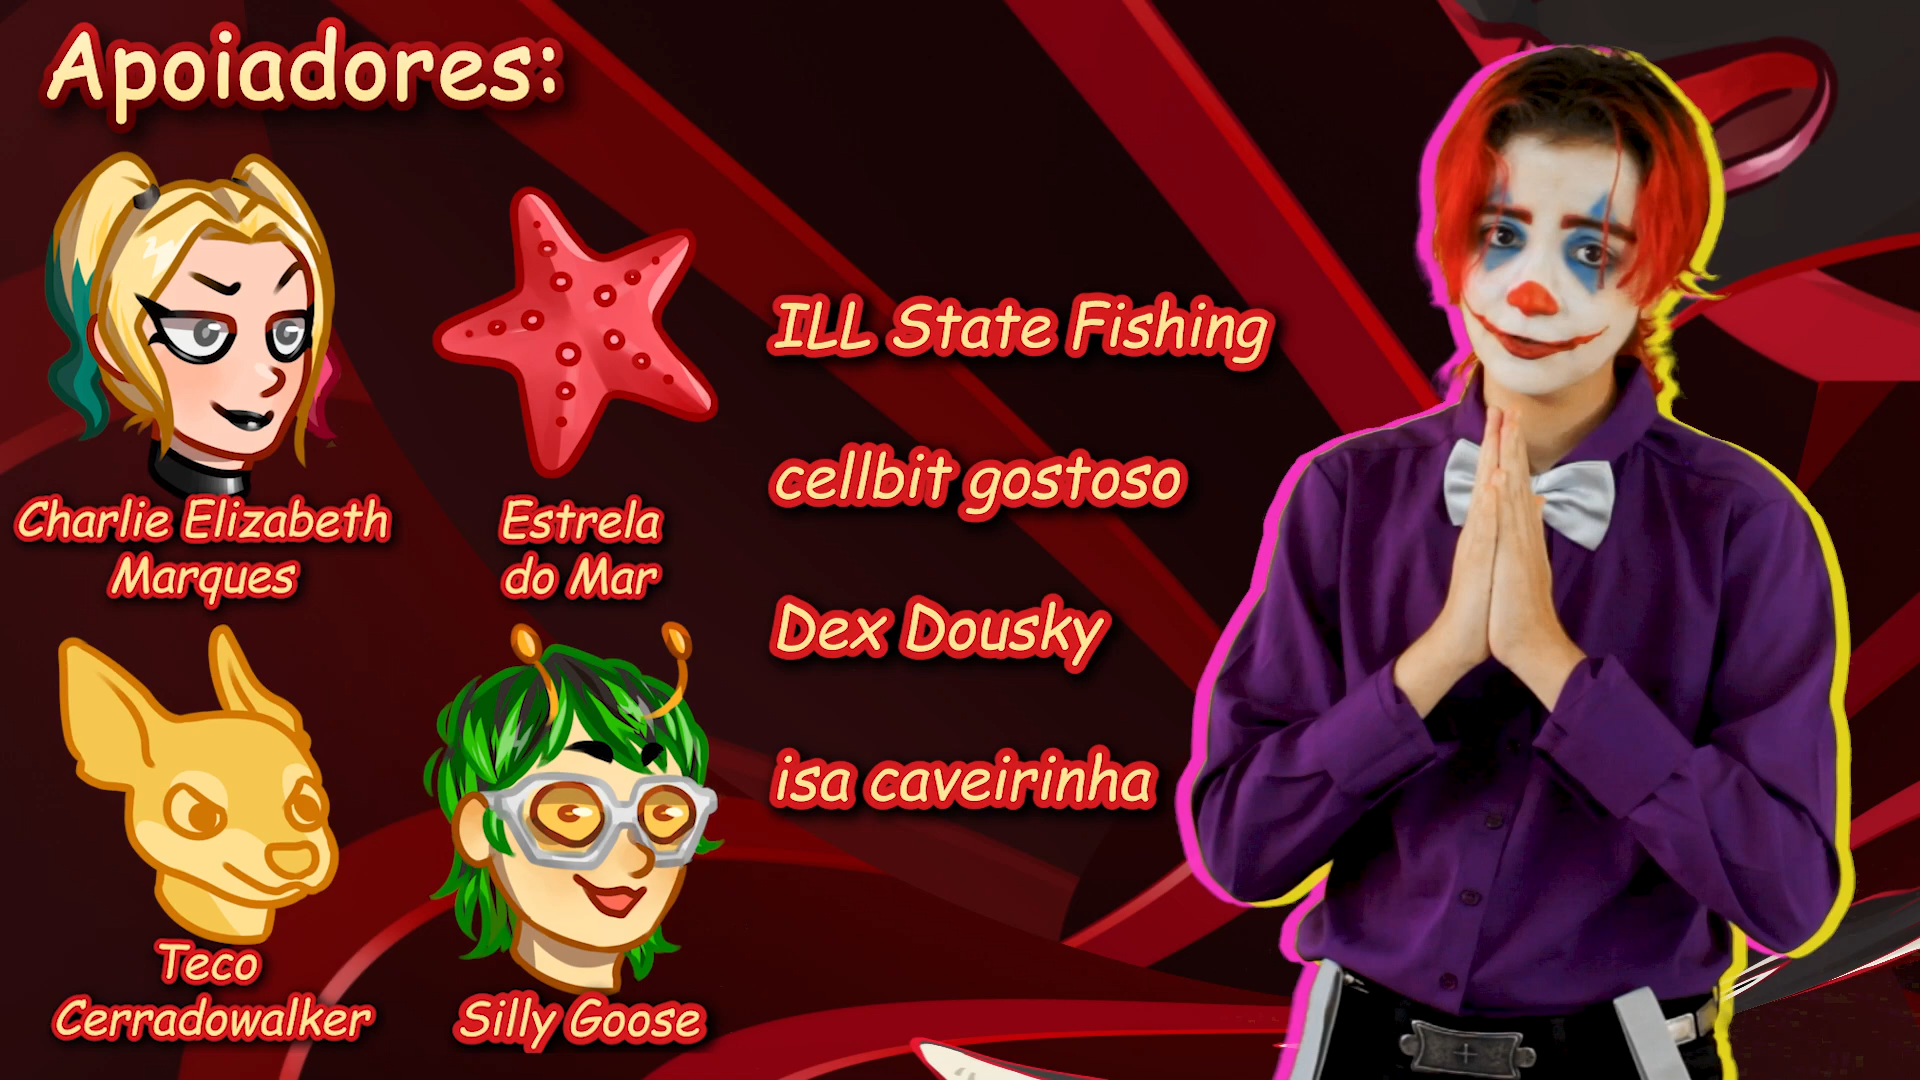 Apoiadores:
Charlie Elizabeth
Marques
Estrela
do Mar
Teco
Cerradowalker
Silly Goose
ILL State Fishing
cellbit gostoso
Dex Dousky
isa caveirinha